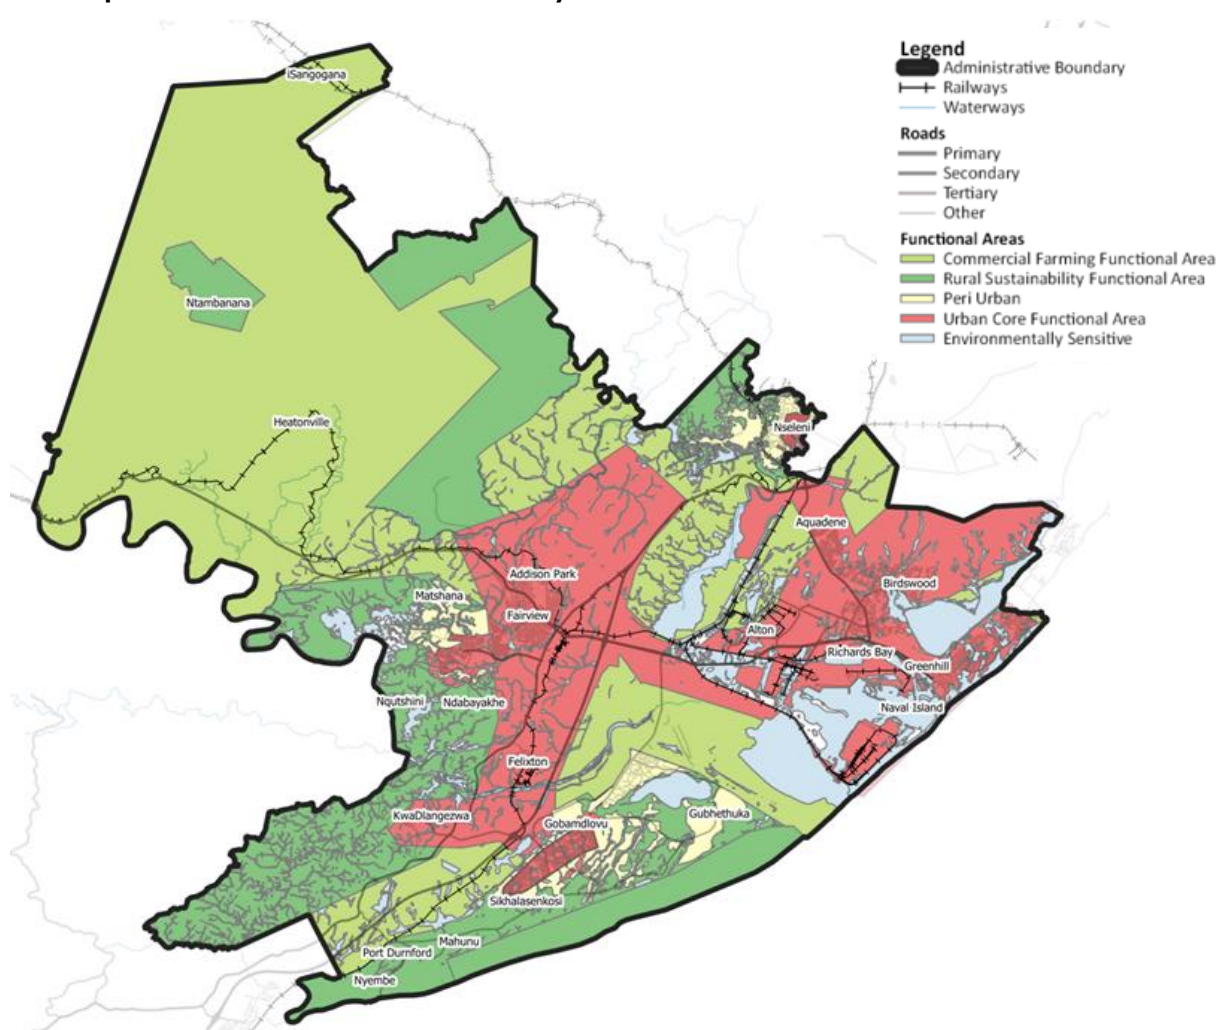 Legend
Administrative Boundary
Railways
Waterways
Roads
Primary
Secondary
Tertiary
Other
Functional Areas
Commercial Farming Functional Area
Rural Sustainability Functional Area
Peri Urban
Urban Core Functional Area
Environmentally Sensitive
iSangogana
Ntambanana
Heatonville
Nseleni
Aquadene
Addison Park
Birdswood
Matshana
Fairview
Alton
Richards Bay
Greenhill
Nqutshini
Ndabayakhe
Naval Island
Felixton
KwaDlangezwa
Gobamdlovu
Gubhethuka
Sikhalasenkosi
Mahunu
Port Durnford
Nyembe